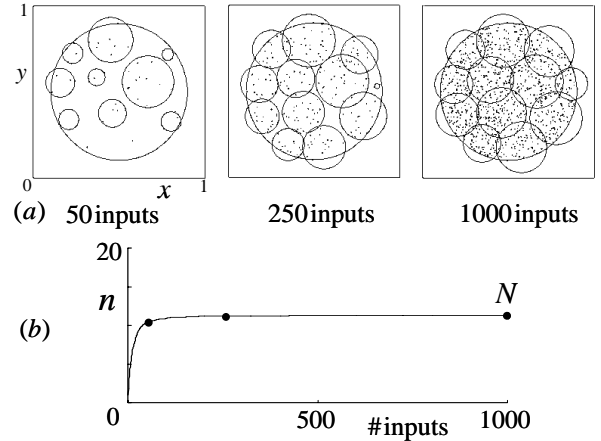 1
y
0
x
1
(a)
50 inputs
250 inputs
1000 inputs
20
n
N
(b)
0
500
# inputs
1000